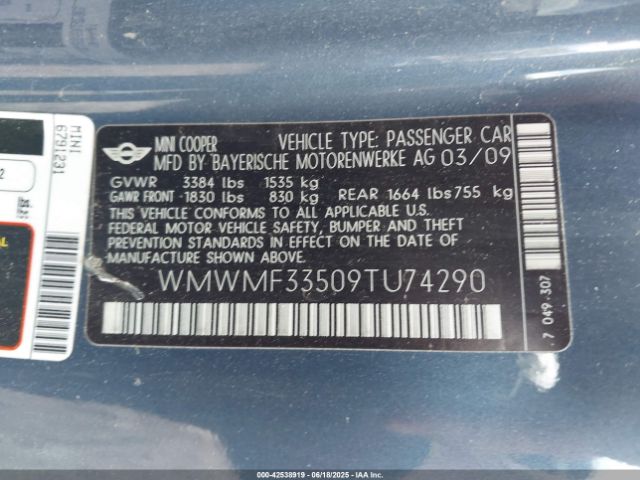 MINI COOPER VEHICLE TYPE: PASSENGER CAR
MFD BY BAYERISCHE MOTORENWERKE AG 03/09
GVWR 3384 lbs 1535 kg
GAWR FRONT 1830 lbs 830 kg REAR 1664 lbs 755 kg
THIS VEHICLE CONFORMS TO ALL APPLICABLE U.S.
FEDERAL MOTOR VEHICLE SAFETY, BUMPER AND THEFT
PREVENTION STANDARDS IN EFFECT ON THE DATE OF
MANUFACTURE SHOWN ABOVE.
WMWMF33509TU74290
7 049.307
MINI
6791231
2
000-42538919 - 06/18/2025 - IAA Inc.